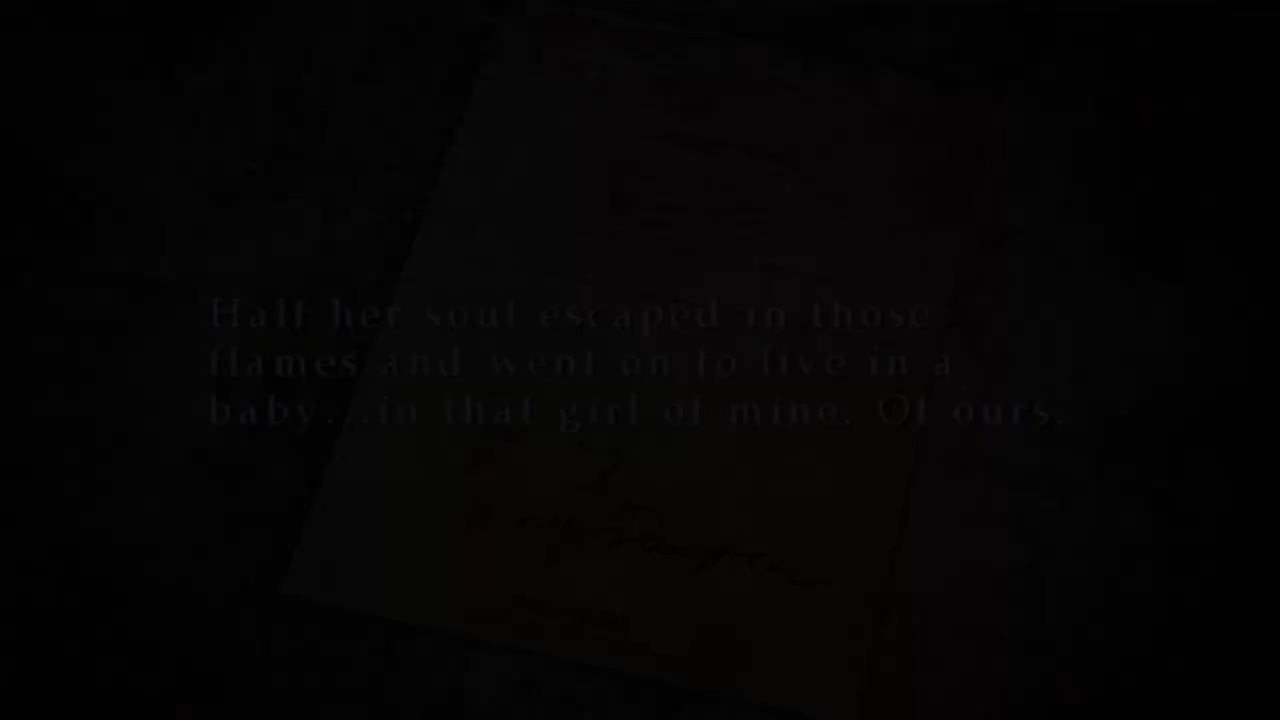 Half her soul escaped in those
flames and went on to live in a
baby...in that girl of mine. Of ours.